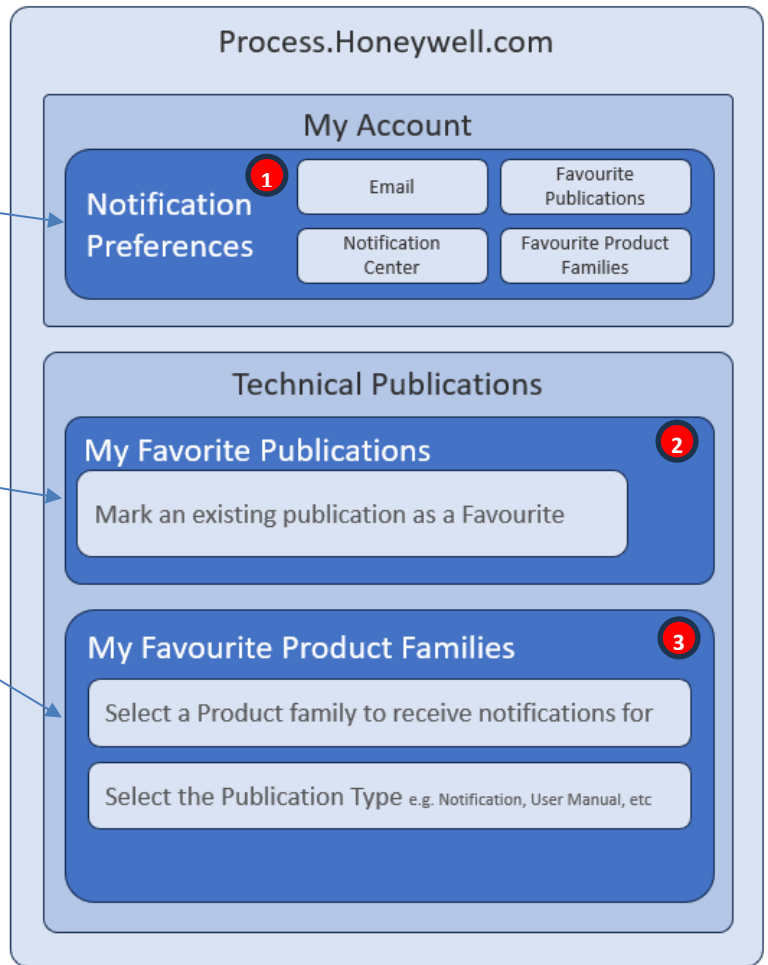 Process.Honeywell.com
My Account
1
Notification
Preferences
Email
Favourite
Publications
Notification
Center
Favourite Product
Families
Technical Publications
My Favorite Publications
2
Mark an existing publication as a Favourite
My Favourite Product Families
3
Select a Product family to receive notifications for
Select the Publication Type e.g. Notification, User Manual, etc